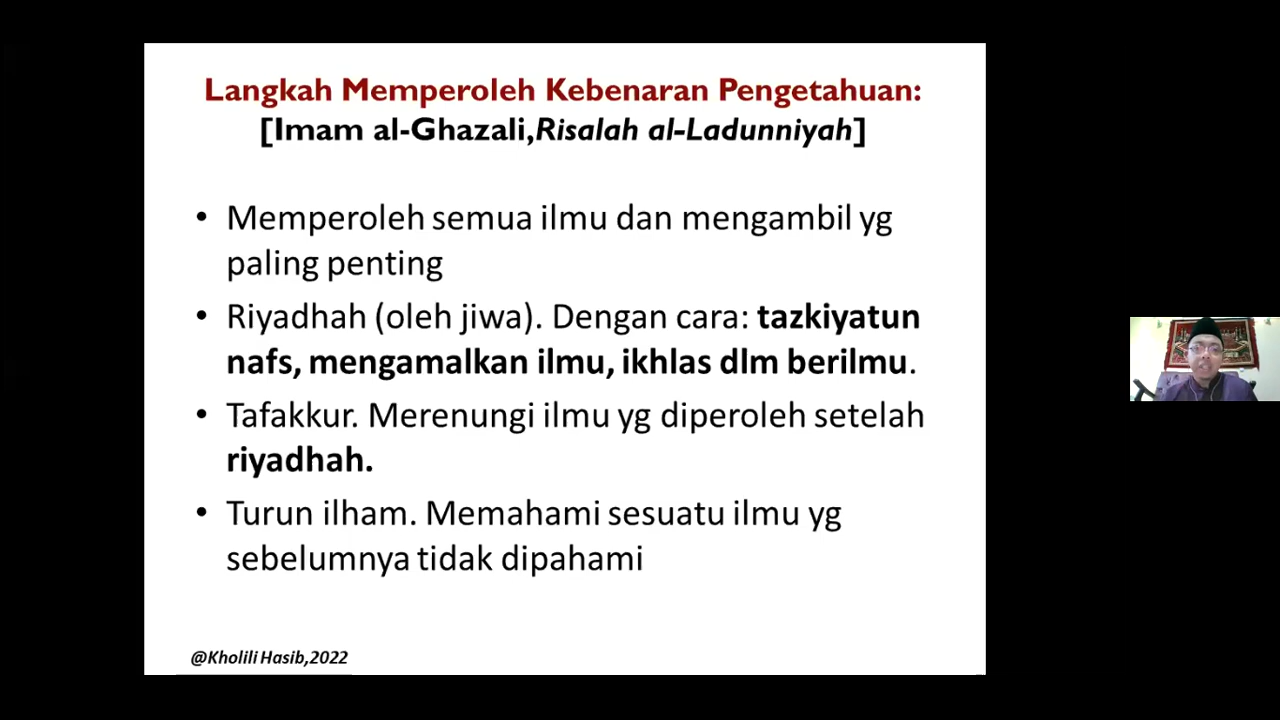 Langkah Memperoleh Kebenaran Pengetahuan:
[Imam al-Ghazali,Risalah al-Ladunniyah]
• Memperoleh semua ilmu dan mengambil yg
paling penting
• Riyadhah (oleh jiwa). Dengan cara: tazkiyatun
nafs, mengamalkan ilmu, ikhlas dlm berilmu.
• Tafakkur. Merenungi ilmu yg diperoleh setelah
riyadhah.
• Turun ilham. Memahami sesuatu ilmu yg
sebelumnya tidak dipahami
@Kholili Hasib,2022